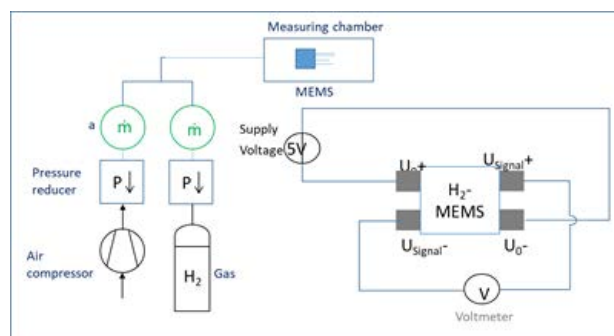 Measuring chamber
MEMS
a
ṁ
ṁ
Pressure
reducer
P↓
P↓
Air
compressor
H₂
Gas
Supply
Voltage
5V
U₀+
USignal+
H₂-
MEMS
USignal-
U₀-
V
Voltmeter